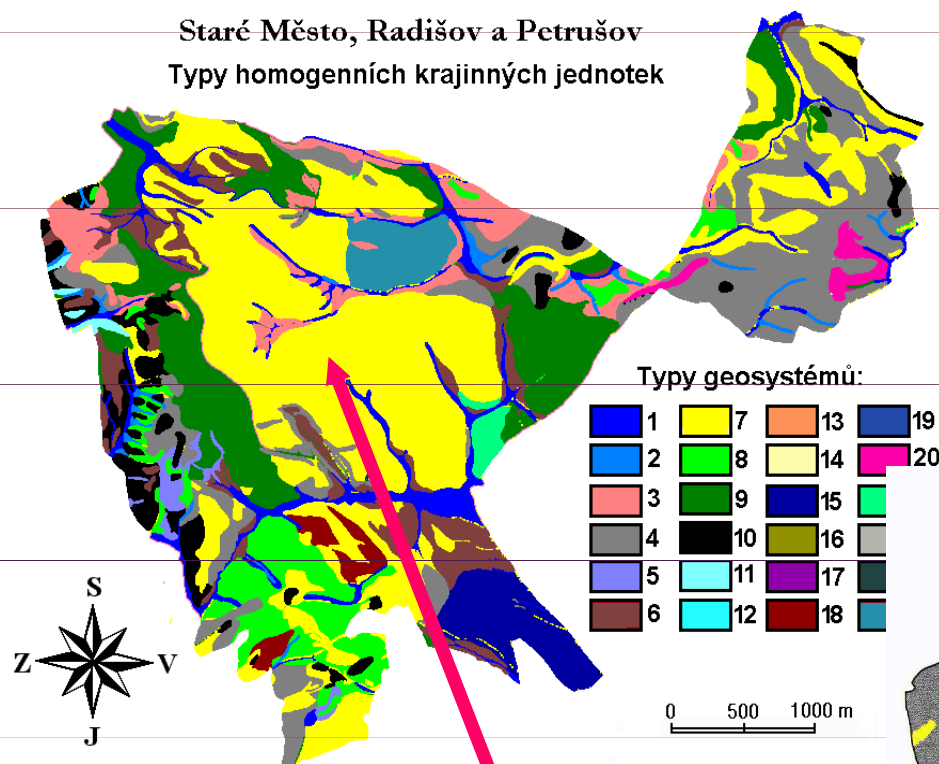 Staré Město, Radišov a Petrušov
Typy homogenních krajinných jednotek
Typy geosystémů:
1 7 13 19
2 8 14 20
3 9 15
4 10 16
5 11 17
6 12 18
S
Z V
J
0 500 1000 m